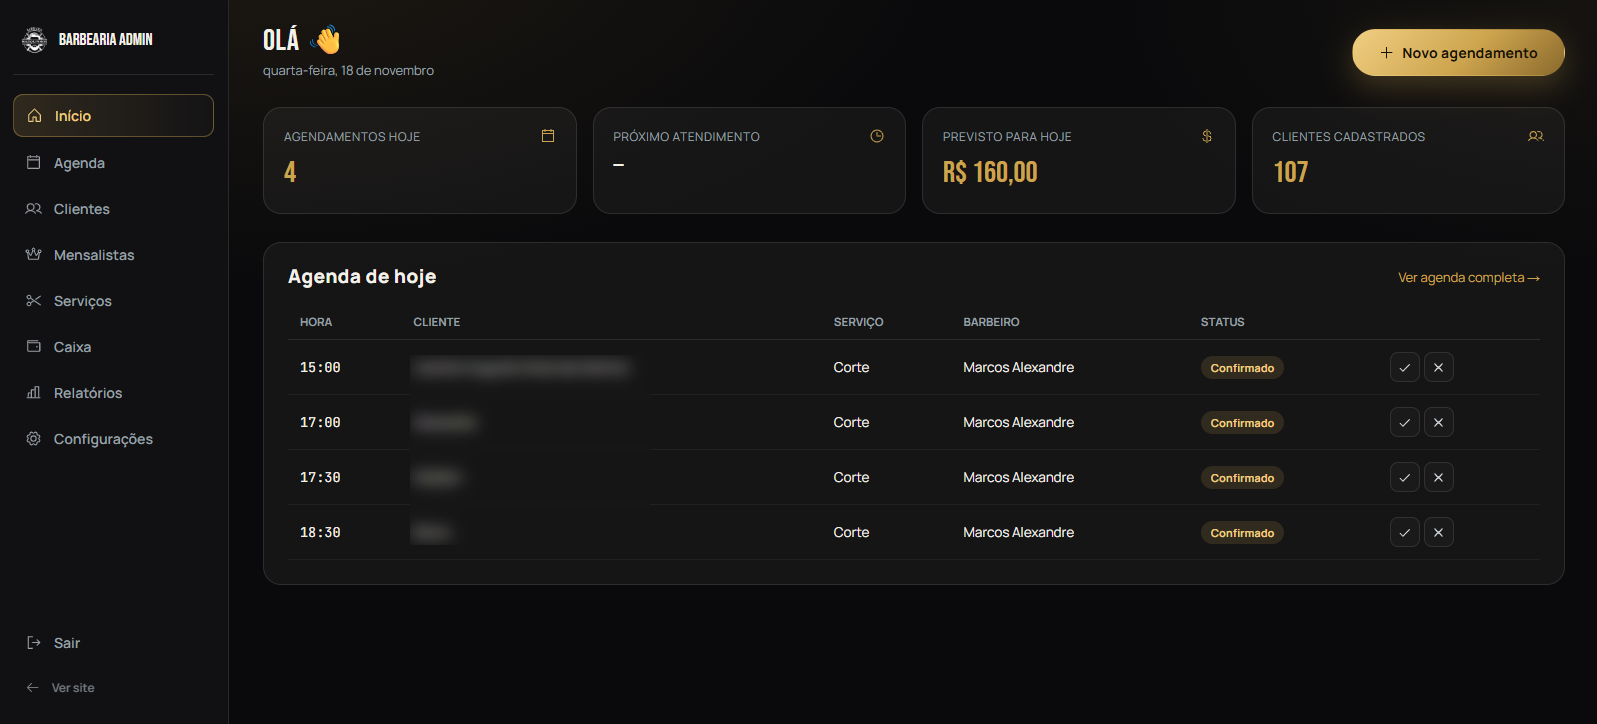 BARBEARIA ADMIN
Início
Agenda
Clientes
Mensalistas
Serviços
Caixa
Relatórios
Configurações
Sair
← Ver site
OLÁ 👋
quarta-feira, 18 de novembro
+ Novo agendamento
AGENDAMENTOS HOJE
4
PRÓXIMO ATENDIMENTO
–
PREVISTO PARA HOJE
R$ 160,00
CLIENTES CADASTRADOS
107
Agenda de hoje
Ver agenda completa →
HORA CLIENTE SERVIÇO BARBEIRO STATUS
15:00 Corte Marcos Alexandre Confirmado
17:00 Corte Marcos Alexandre Confirmado
17:30 Corte Marcos Alexandre Confirmado
18:30 Corte Marcos Alexandre Confirmado